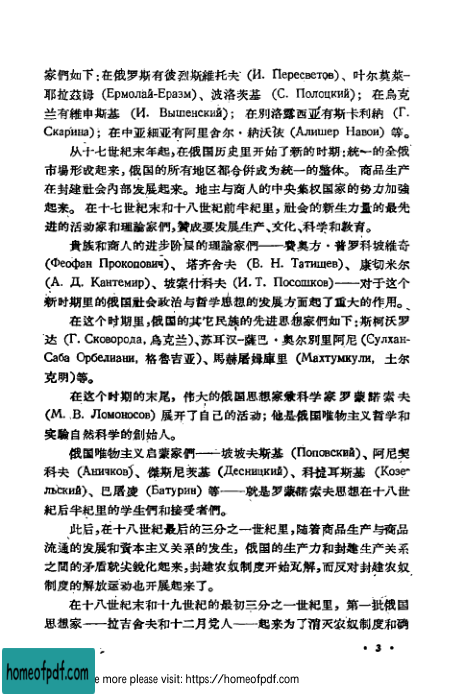 家們如下:在俄罗斯有彼烈斯維托夫 (И. Пересветов)、叶尔莫萊–
耶拉兹姆 (Ермолай-Еразм)、波洛茨基 (С. Полоцкий); 在烏克
兰有維申斯基 (И. Вышенский); 在別洛露西亚有斯卡利納 (Г.
Скарина); 在中亚細亚有阿里舍尔·納沃依 (Алишер Навои) 等。
从十七世紀末年起,在俄国历史里开始了新的时期:統一的全俄
市場形成起来,俄国的所有地区都合倂成为統一的整体。 商品生产
在封建社会內部发展起来。地主与商人的中央集权国家的势力加强
起来。 在十七世紀末和十八世紀前半紀里, 社会的新生力量的最先
进的活动家和理論家們,贊成要发展生产、文化、科学和敎育。
貴族和商人的进步阶层的理論家們——費奧方·普罗科坡維奇
(Феофан Прокопович)、 塔齐舍夫 (В. Н. Татищев)、 康切米尔
(А. Д. Кантемир)、坡索什科夫 (И. Т. Посошков)——对于这个
新时期里的俄国社会政治与哲学思想的发展方面起了重大的作用。
在这个时期里,俄国的其它民族的先进思想家們如下:斯柯沃罗
达 (Г. Сковорода, 烏克兰)、苏耳汉–薩巴·奧尔別里阿尼 (Сулхан-
Саба Орбелиани, 格魯吉亚)、馬赫屠姆庫里 (Махтумкули, 土尔
克明)等。
在这个时期的末尾, 伟大的俄国思想家兼科学家罗蒙諾索夫
(М. В. Ломоносов) 展开了自己的活动; 他是俄国唯物主义哲学和
实驗自然科学的創始人。
俄国唯物主义启蒙家們——坡坡夫斯基 (Поповский)、阿尼契
科夫 (Аничков)、傑斯尼茨基 (Десницкий)、科捷耳斯基 (Козе-
льский)、巴屠凌 (Батурин) 等——就是罗蒙諾索夫思想在十八世
紀后半紀里的学生們和接受者們。
此后,在十八世紀最后的三分之一世紀里,随着商品生产与商品
流通的发展和資本主义关系的发生, 俄国的生产力和封建生产关系
之間的矛盾就尖銳化起来,封建农奴制度开始瓦解,而反对封建农奴
制度的解放运动也开展起来了。
在十八世紀末和十九世紀的最初三分之一世紀里, 第一批俄国
思想家——拉吉舍夫和十二月党人——起来为了消灭农奴制度和确
· 3 ·
homeofpdf.com
e more please visit: https://homeofpdf.com